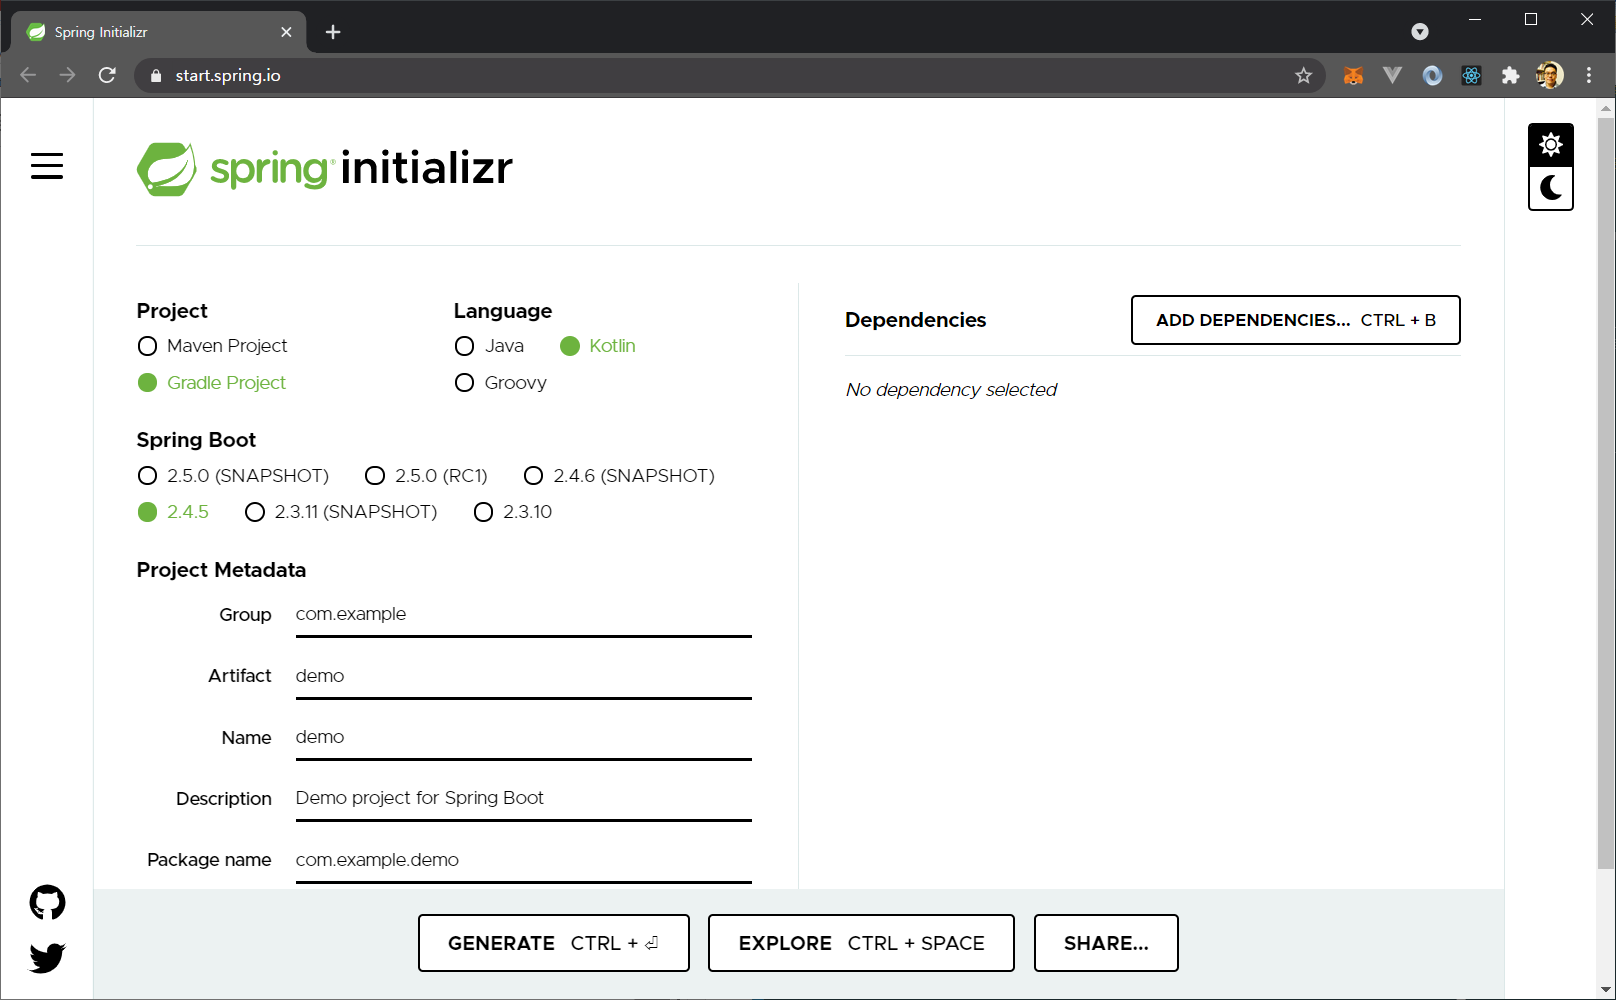 Spring Initializr
start.spring.io
spring® initializr
Project
Language
Maven Project
Java
Kotlin
Gradle Project
Groovy
Spring Boot
2.5.0 (SNAPSHOT)
2.5.0 (RC1)
2.4.6 (SNAPSHOT)
2.4.5
2.3.11 (SNAPSHOT)
2.3.10
Project Metadata
Group
com.example
Artifact
demo
Name
demo
Description
Demo project for Spring Boot
Package name
com.example.demo
Dependencies
ADD DEPENDENCIES... CTRL + B
No dependency selected
GENERATE CTRL + ⏎
EXPLORE CTRL + SPACE
SHARE...